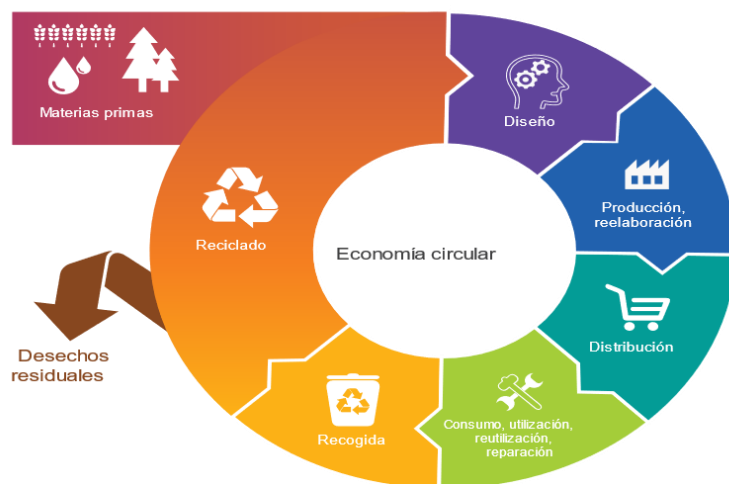 Materias primas
Diseño
Producción,
reelaboración
Distribución
Consumo, utilización,
reutilización,
reparación
Recogida
Reciclado
Desechos
residuales
Economía circular